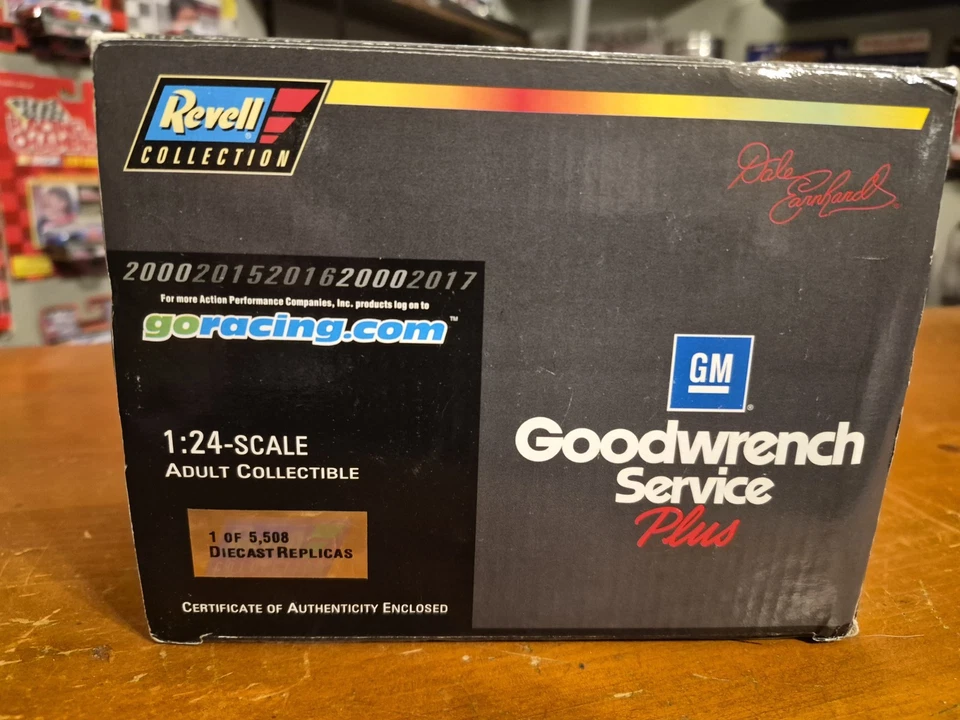 Revell®
COLLECTION
Dale
Earnhardt
20002015201620002017
For more Action Performance Companies, Inc. products log on to
goracing.com™
GM®
1:24-SCALE
ADULT COLLECTIBLE
Goodwrench
Service
Plus
1 OF 5,508
DIECAST REPLICAS
CERTIFICATE OF AUTHENTICITY ENCLOSED